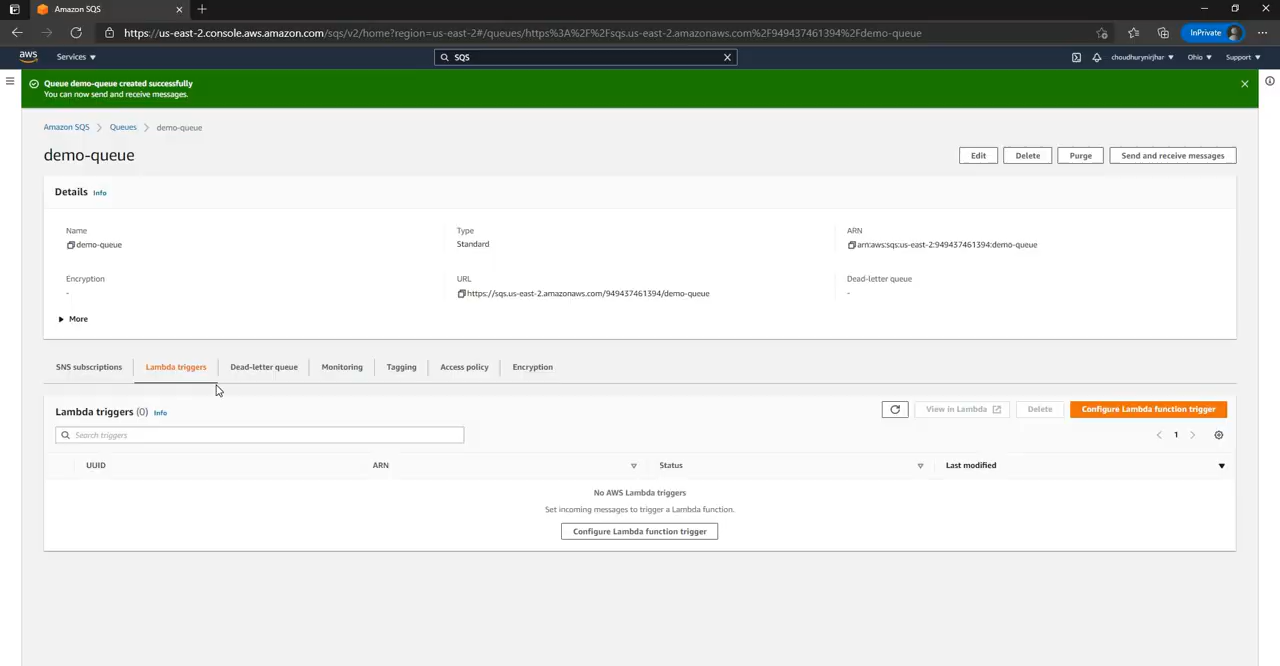 Amazon SQS
https://us-east-2.console.aws.amazon.com/sqs/v2/home?region=us-east-2#/queues/https%3A%2F%2Fsqs.us-east-2.amazonaws.com%2F949437461394%2Fdemo-queue
InPrivate
aws
Services
SQS
choudhurynirjhar
Ohio
Support
Queue demo-queue created successfully
You can now send and receive messages.
Amazon SQS
Queues
demo-queue
demo-queue
Edit
Delete
Purge
Send and receive messages
Details
Info
Name
Type
ARN
demo-queue
Standard
arn:aws:sqs:us-east-2:949437461394:demo-queue
Encryption
URL
Dead-letter queue
-
https://sqs.us-east-2.amazonaws.com/949437461394/demo-queue
-
More
SNS subscriptions
Lambda triggers
Dead-letter queue
Monitoring
Tagging
Access policy
Encryption
Lambda triggers (0)
Info
View in Lambda
Delete
Configure Lambda function trigger
Search triggers
1
UUID
ARN
Status
Last modified
No AWS Lambda triggers
Set incoming messages to trigger a Lambda function.
Configure Lambda function trigger